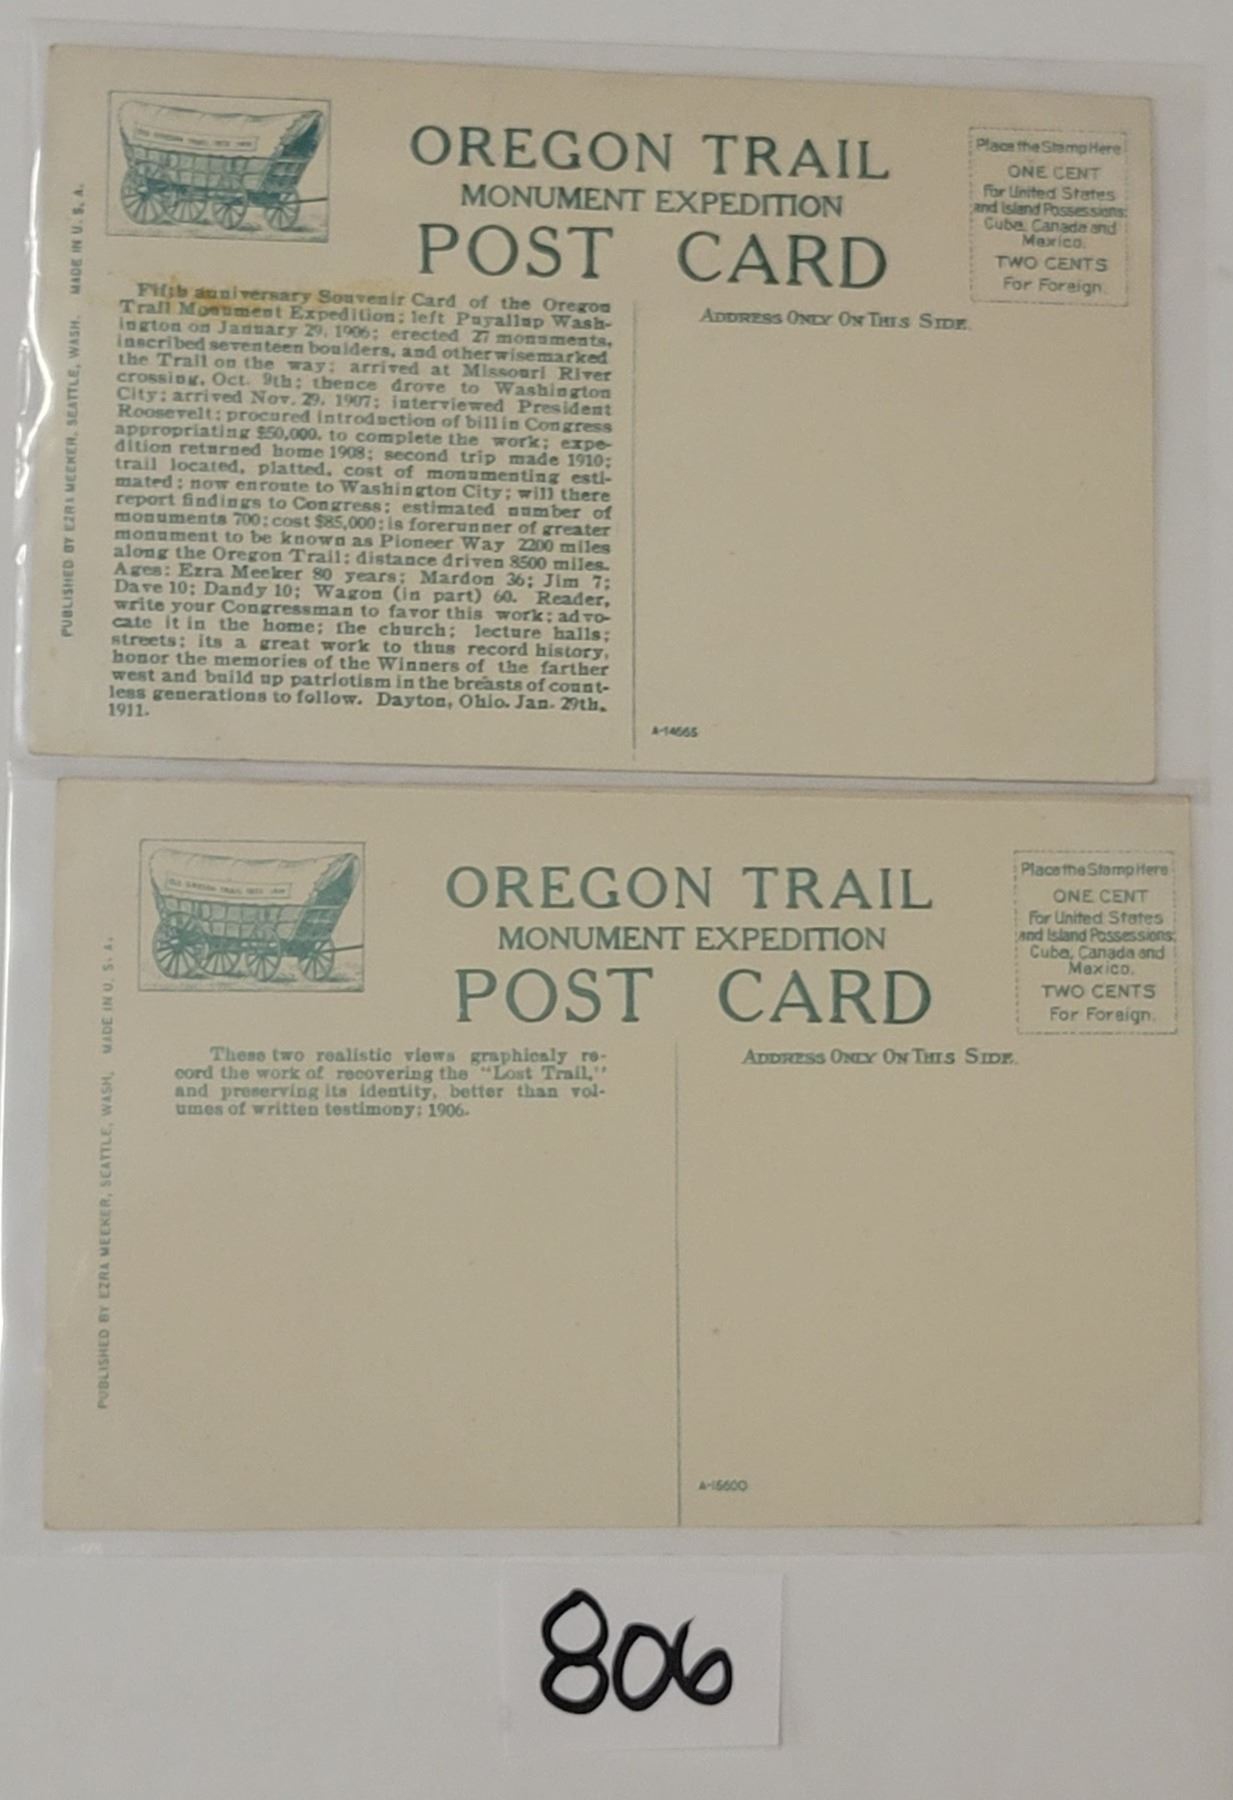 OREGON TRAIL
MONUMENT EXPEDITION
POST CARD
Place the Stamp Here
ONE CENT
For United States
and Island Possessions;
Cuba, Canada and
Mexico.
TWO CENTS
For Foreign.
PUBLISHED BY EZRA MEEKER, SEATTLE, WASH. MADE IN U. S. A.
Fifth anniversary Souvenir Card of the Oregon
Trail Monument Expedition; left Puyallup Wash-
ington on January 29, 1906; erected 27 monuments,
inscribed seventeen boulders, and otherwisemarked
the Trail on the way; arrived at Missouri River
crossing, Oct. 9th; thence drove to Washington
City; arrived Nov. 29, 1907; interviewed President
Roosevelt; procured introduction of bill in Congress
appropriating $50,000, to complete the work; expe-
dition returned home 1908; second trip made 1910;
trail located, platted, cost of monumenting esti-
mated; now enroute to Washington City; will there
report findings to Congress; estimated number of
monuments 700; cost $85,000; is forerunner of greater
monument to be known as Pioneer Way 2200 miles
along the Oregon Trail; distance driven 8500 miles.
Ages: Ezra Meeker 80 years; Mardon 36; Jim 7;
Dave 10; Dandy 10; Wagon (in part) 60. Reader,
write your Congressman to favor this work; advo-
cate it in the home; the church; lecture halls;
streets; its a great work to thus record history,
honor the memories of the Winners of the farther
west and build up patriotism in the breasts of count-
less generations to follow. Dayton, Ohio. Jan. 29th,
1911.
ADDRESS ONLY ON THIS SIDE.
A-14665
OREGON TRAIL
MONUMENT EXPEDITION
POST CARD
Place the Stamp Here
ONE CENT
For United States
and Island Possessions;
Cuba, Canada and
Mexico.
TWO CENTS
For Foreign.
PUBLISHED BY EZRA MEEKER, SEATTLE, WASH. MADE IN U. S. A.
These two realistic views graphicaly re-
cord the work of recovering the "Lost Trail,"
and preserving its identity, better than vol-
umes of written testimony; 1906.
ADDRESS ONLY ON THIS SIDE.
806